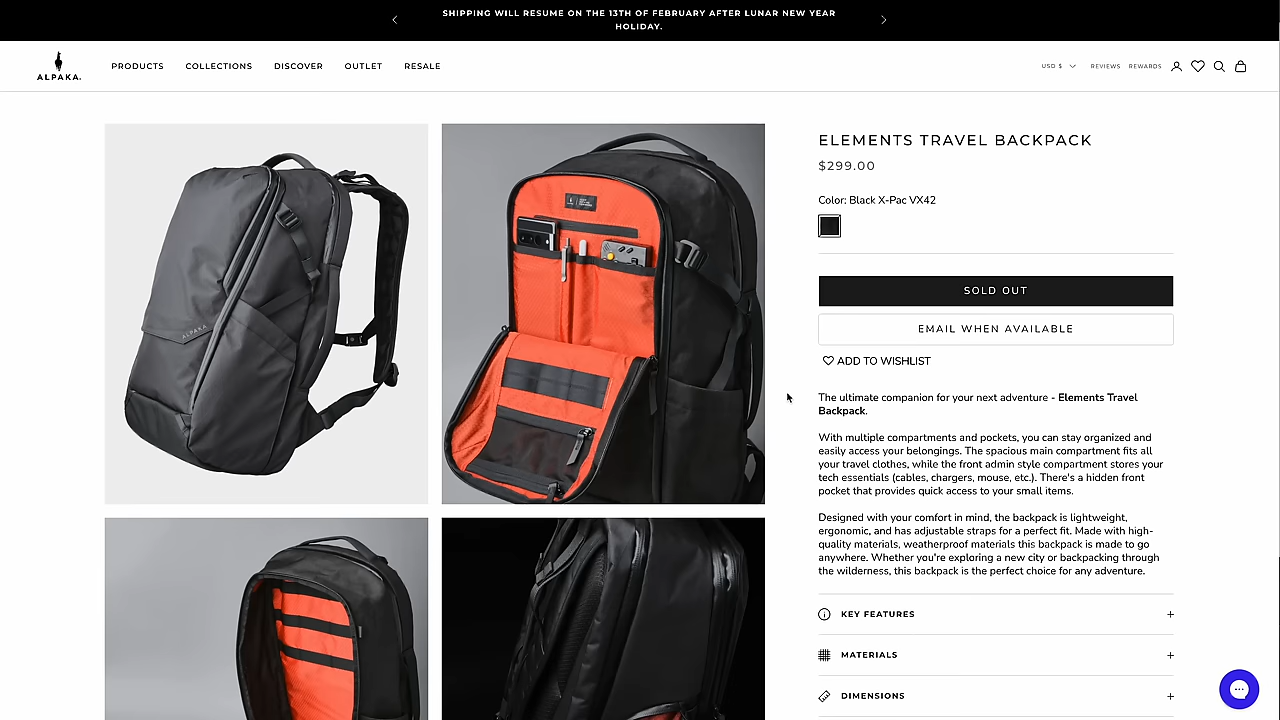 SHIPPING WILL RESUME ON THE 13TH OF FEBRUARY AFTER LUNAR NEW YEAR
HOLIDAY.
ALPAKA.
PRODUCTS
COLLECTIONS
DISCOVER
OUTLET
RESALE
USD $
REVIEWS
REWARDS
ALPAKA
ELEMENTS TRAVEL BACKPACK
$299.00
Color: Black X-Pac VX42
SOLD OUT
EMAIL WHEN AVAILABLE
ADD TO WISHLIST
The ultimate companion for your next adventure - Elements Travel
Backpack.
With multiple compartments and pockets, you can stay organized and
easily access your belongings. The spacious main compartment fits all
your travel clothes, while the front admin style compartment stores your
tech essentials (cables, chargers, mouse, etc.). There's a hidden front
pocket that provides quick access to your small items.
Designed with your comfort in mind, the backpack is lightweight,
ergonomic, and has adjustable straps for a perfect fit. Made with high-
quality materials, weatherproof materials this backpack is made to go
anywhere. Whether you're exploring a new city or backpacking through
the wilderness, this backpack is the perfect choice for any adventure.
KEY FEATURES
MATERIALS
DIMENSIONS